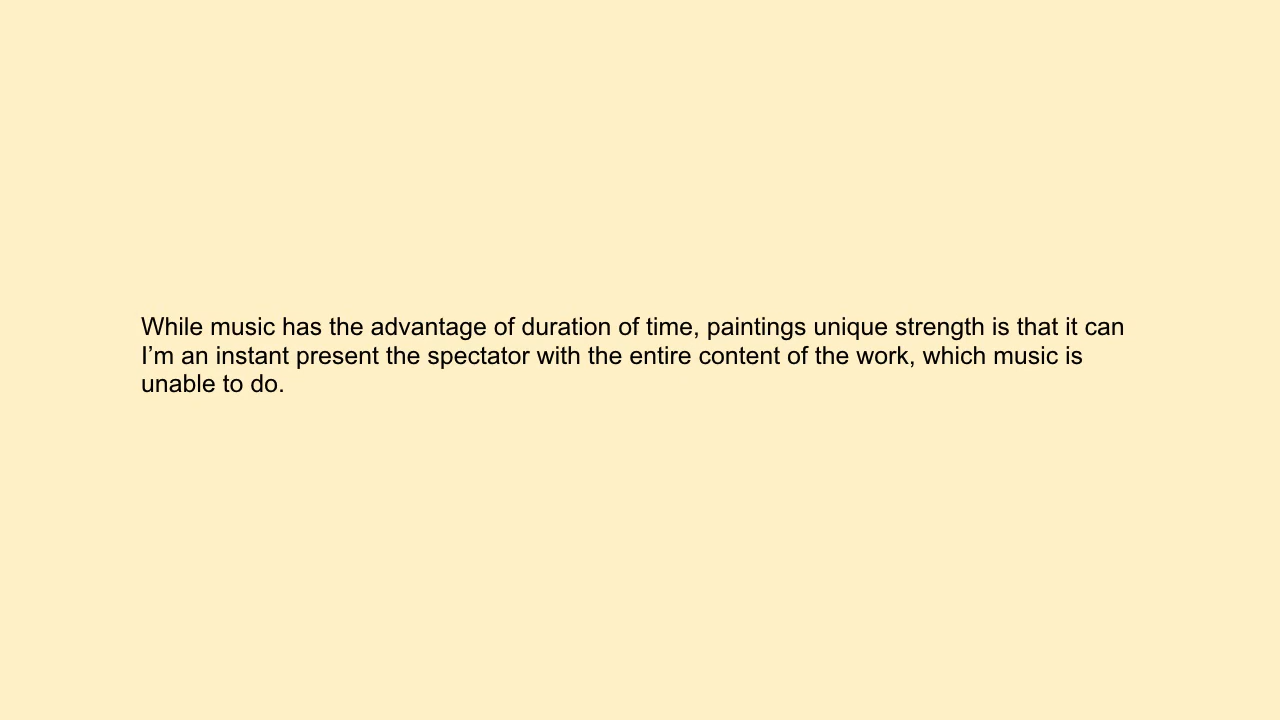 While music has the advantage of duration of time, paintings unique strength is that it can
I’m an instant present the spectator with the entire content of the work, which music is
unable to do.